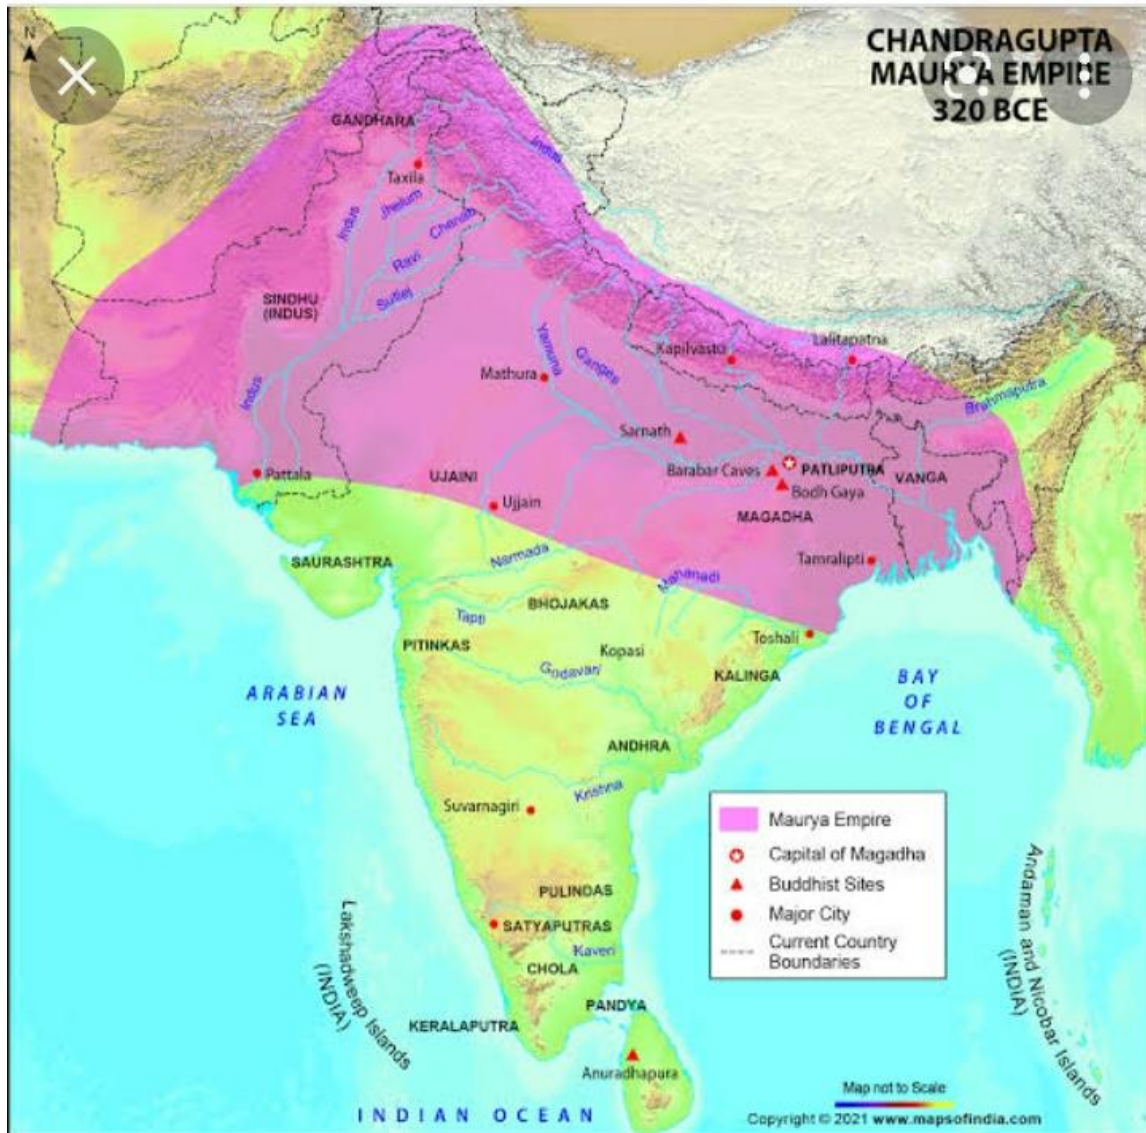 N
CHANDRAGUPTA
MAURYA EMPIRE
320 BCE
GANDHARA
Indus
Taxila
Jhelum
Indus
Chenab
Ravi
Sutlej
SINDHU
(INDUS)
Indus
Yamuna
Ganges
Kapilvastu
Lalitapatna
Mathura
Brahmaputra
Sarnath
Barabar Caves
PATLIPUTRA
VANGA
Pattala
UJAINI
Bodh Gaya
Ujjain
MAGADHA
Narmada
Tamralipti
SAURASHTRA
Mahanadi
BHOJAKAS
Tapti
PITINKAS
Kopasi
Toshali
Godavari
KALINGA
ARABIAN
SEA
BAY
OF
BENGAL
ANDHRA
Krishna
Suvarnagiri
Maurya Empire
Capital of Magadha
Buddhist Sites
Major City
Current Country
Boundaries
PULINDAS
SATYAPUTRAS
Kaveri
CHOLA
PANDYA
KERALAPUTRA
Lakshadweep Islands
(INDIA)
Andaman and Nicobar Islands
(INDIA)
Anuradhapura
INDIAN OCEAN
Map not to Scale
Copyright © 2021 www.mapsofindia.com